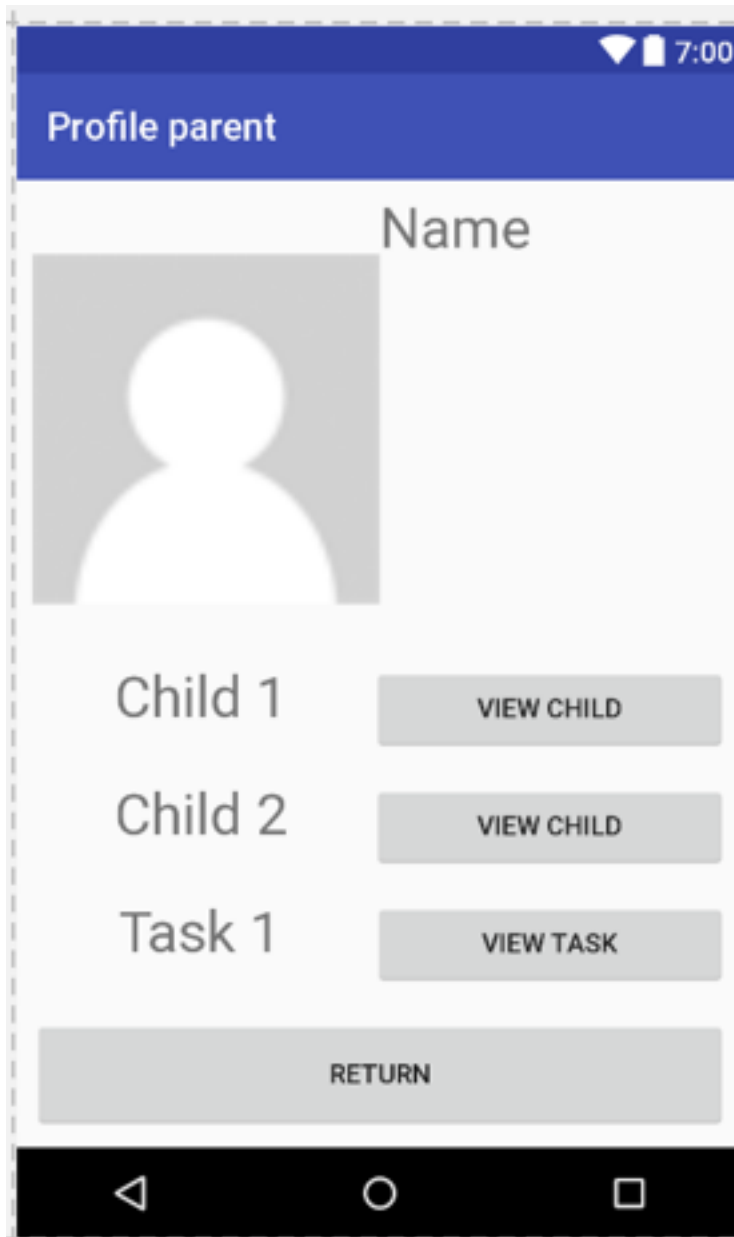 7:00
Profile parent
Name
Child 1
VIEW CHILD
Child 2
VIEW CHILD
Task 1
VIEW TASK
RETURN